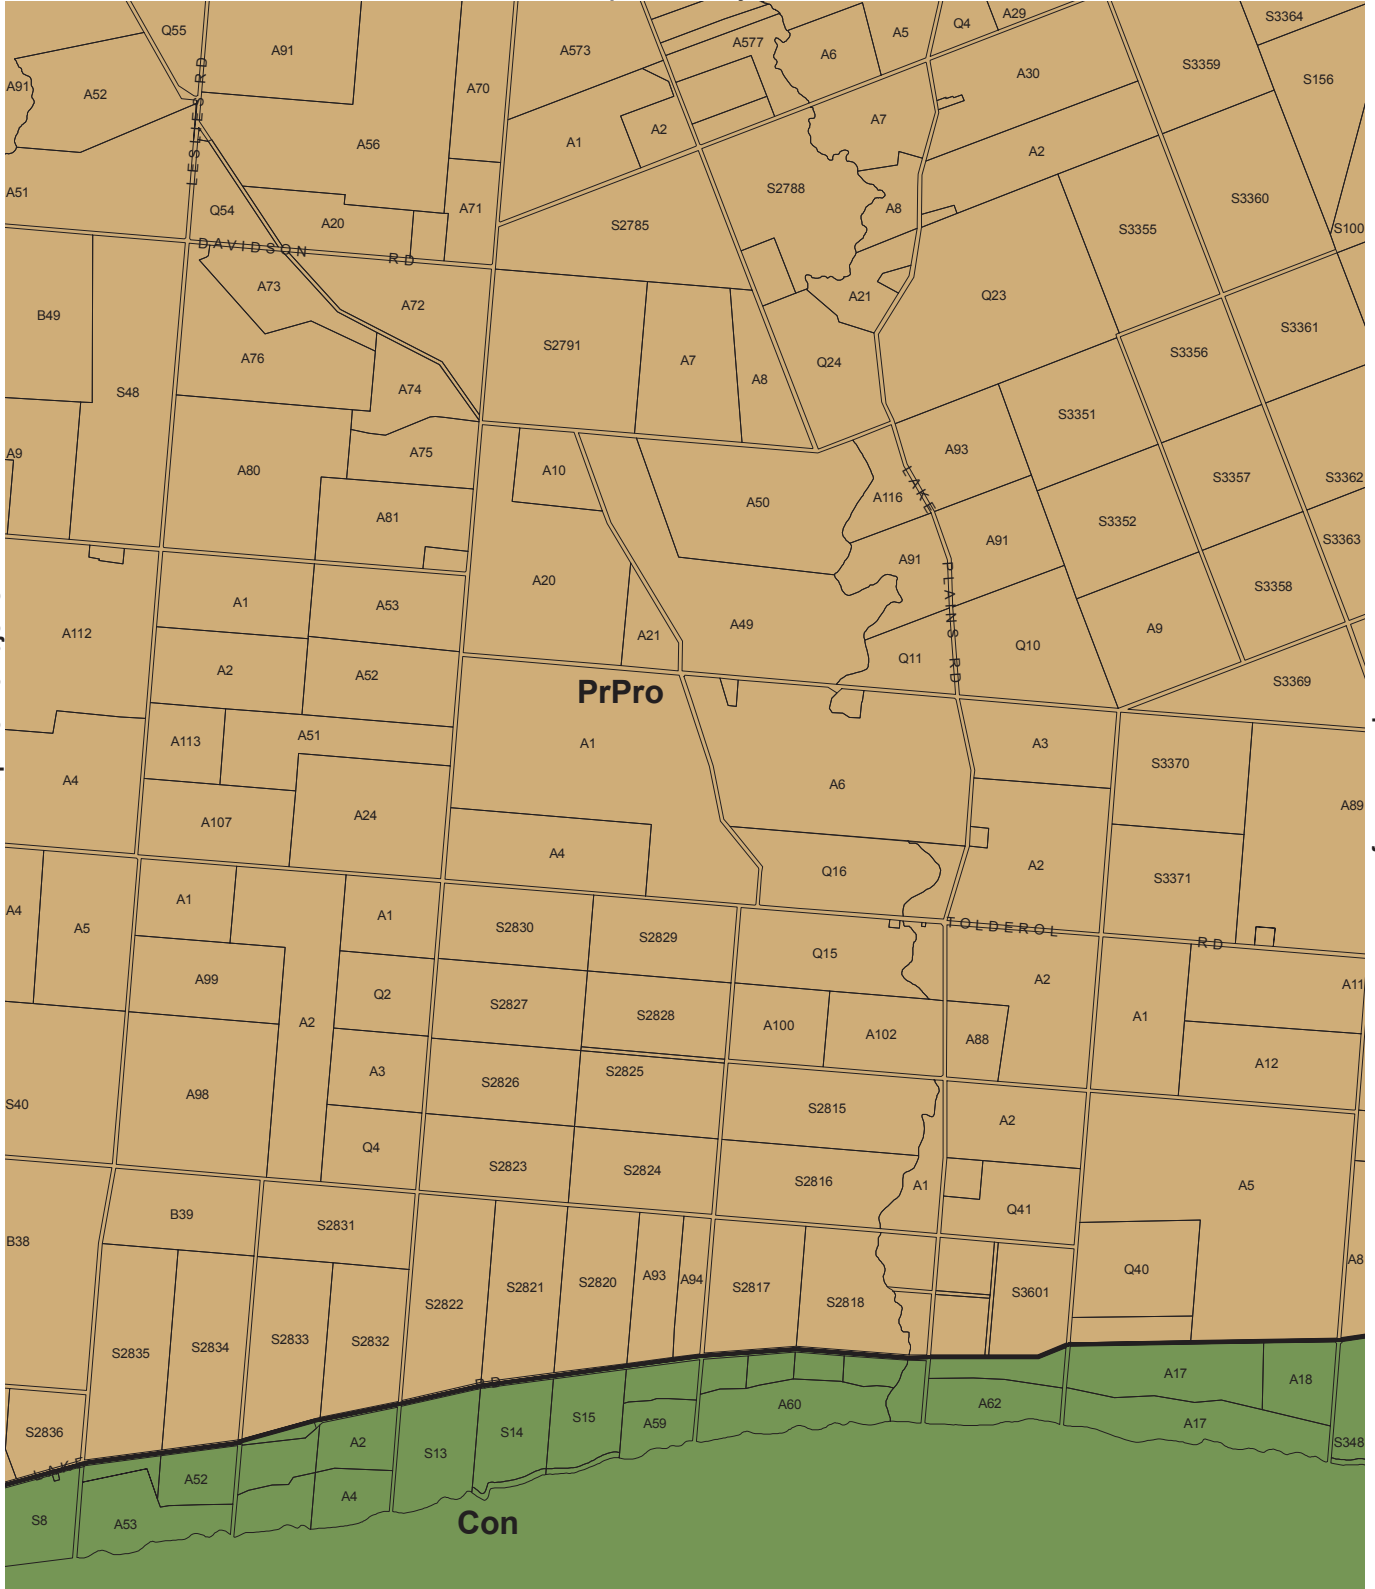 S3364
Q55
A29
Q4
A5
A577
A573
A91
A6
S3359
A30
S156
A91
A52
A70
LESLIES RD
A7
A2
A1
A56
A2
S2788
A51
S3360
A8
Q54
A71
A20
S2785
S3355
S100
DAVIDSON RD
A73
A21
Q23
A72
B49
S3361
S2791
S3356
A76
A7
Q24
A8
A74
S48
S3351
A93
A9
A75
A80
A10
S3357
S3362
A116
A50
LAKE PLAINS RD
A81
S3352
A91
S3363
A91
A20
S3358
A1
A53
A49
A9
A112
A21
Q10
Q11
A2
A52
S3369
PrPro
A51
A113
A1
A3
S3370
A4
A6
A89
A24
A107
A4
A2
Q16
S3371
A1
A4
A1
A5
S2830
TOLDEROL RD
S2829
Q15
A99
A2
A11
Q2
S2827
S2828
A1
A2
A100
A102
A88
A12
A3
S2825
S2826
A98
S40
S2815
A2
Q4
S2823
S2824
S2816
A1
A5
Q41
B39
S2831
B38
A8
Q40
A93
A94
S2820
S2821
S2817
S3601
S2818
S2822
S2832
S2833
S2834
S2835
A17
A18
RD
A60
A62
S15
A59
A17
S14
S2836
A2
S348
S13
LAKE
A52
A4
S8
A53
Con